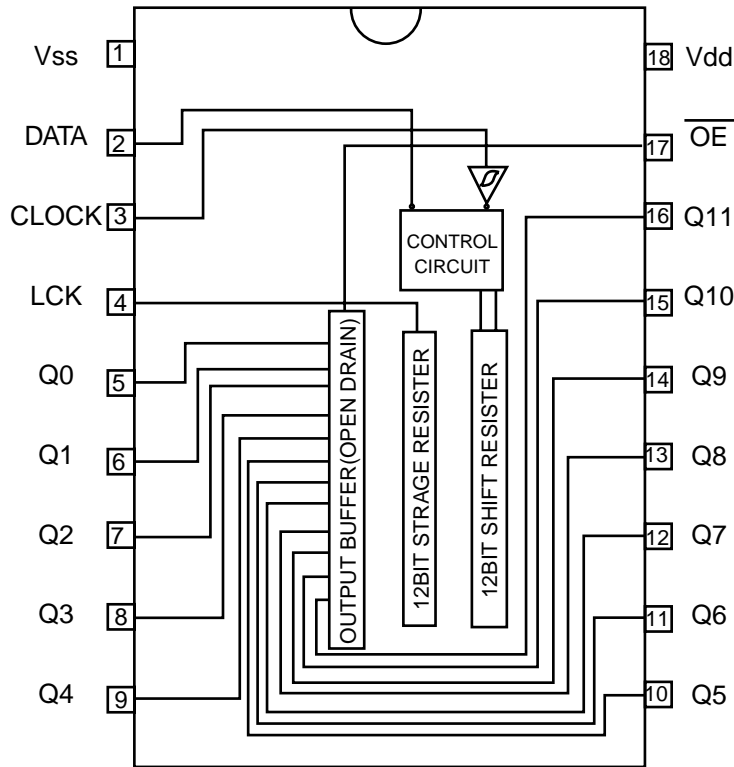 Vss 1
18 Vdd
DATA 2
17 OE
CLOCK 3
16 Q11
CONTROL
CIRCUIT
LCK 4
15 Q10
Q0 5
14 Q9
Q1 6
13 Q8
Q2 7
12 Q7
Q3 8
11 Q6
Q4 9
10 Q5
OUTPUT BUFFER(OPEN DRAIN)
12BIT STRAGE RESISTER
12BIT SHIFT RESISTER